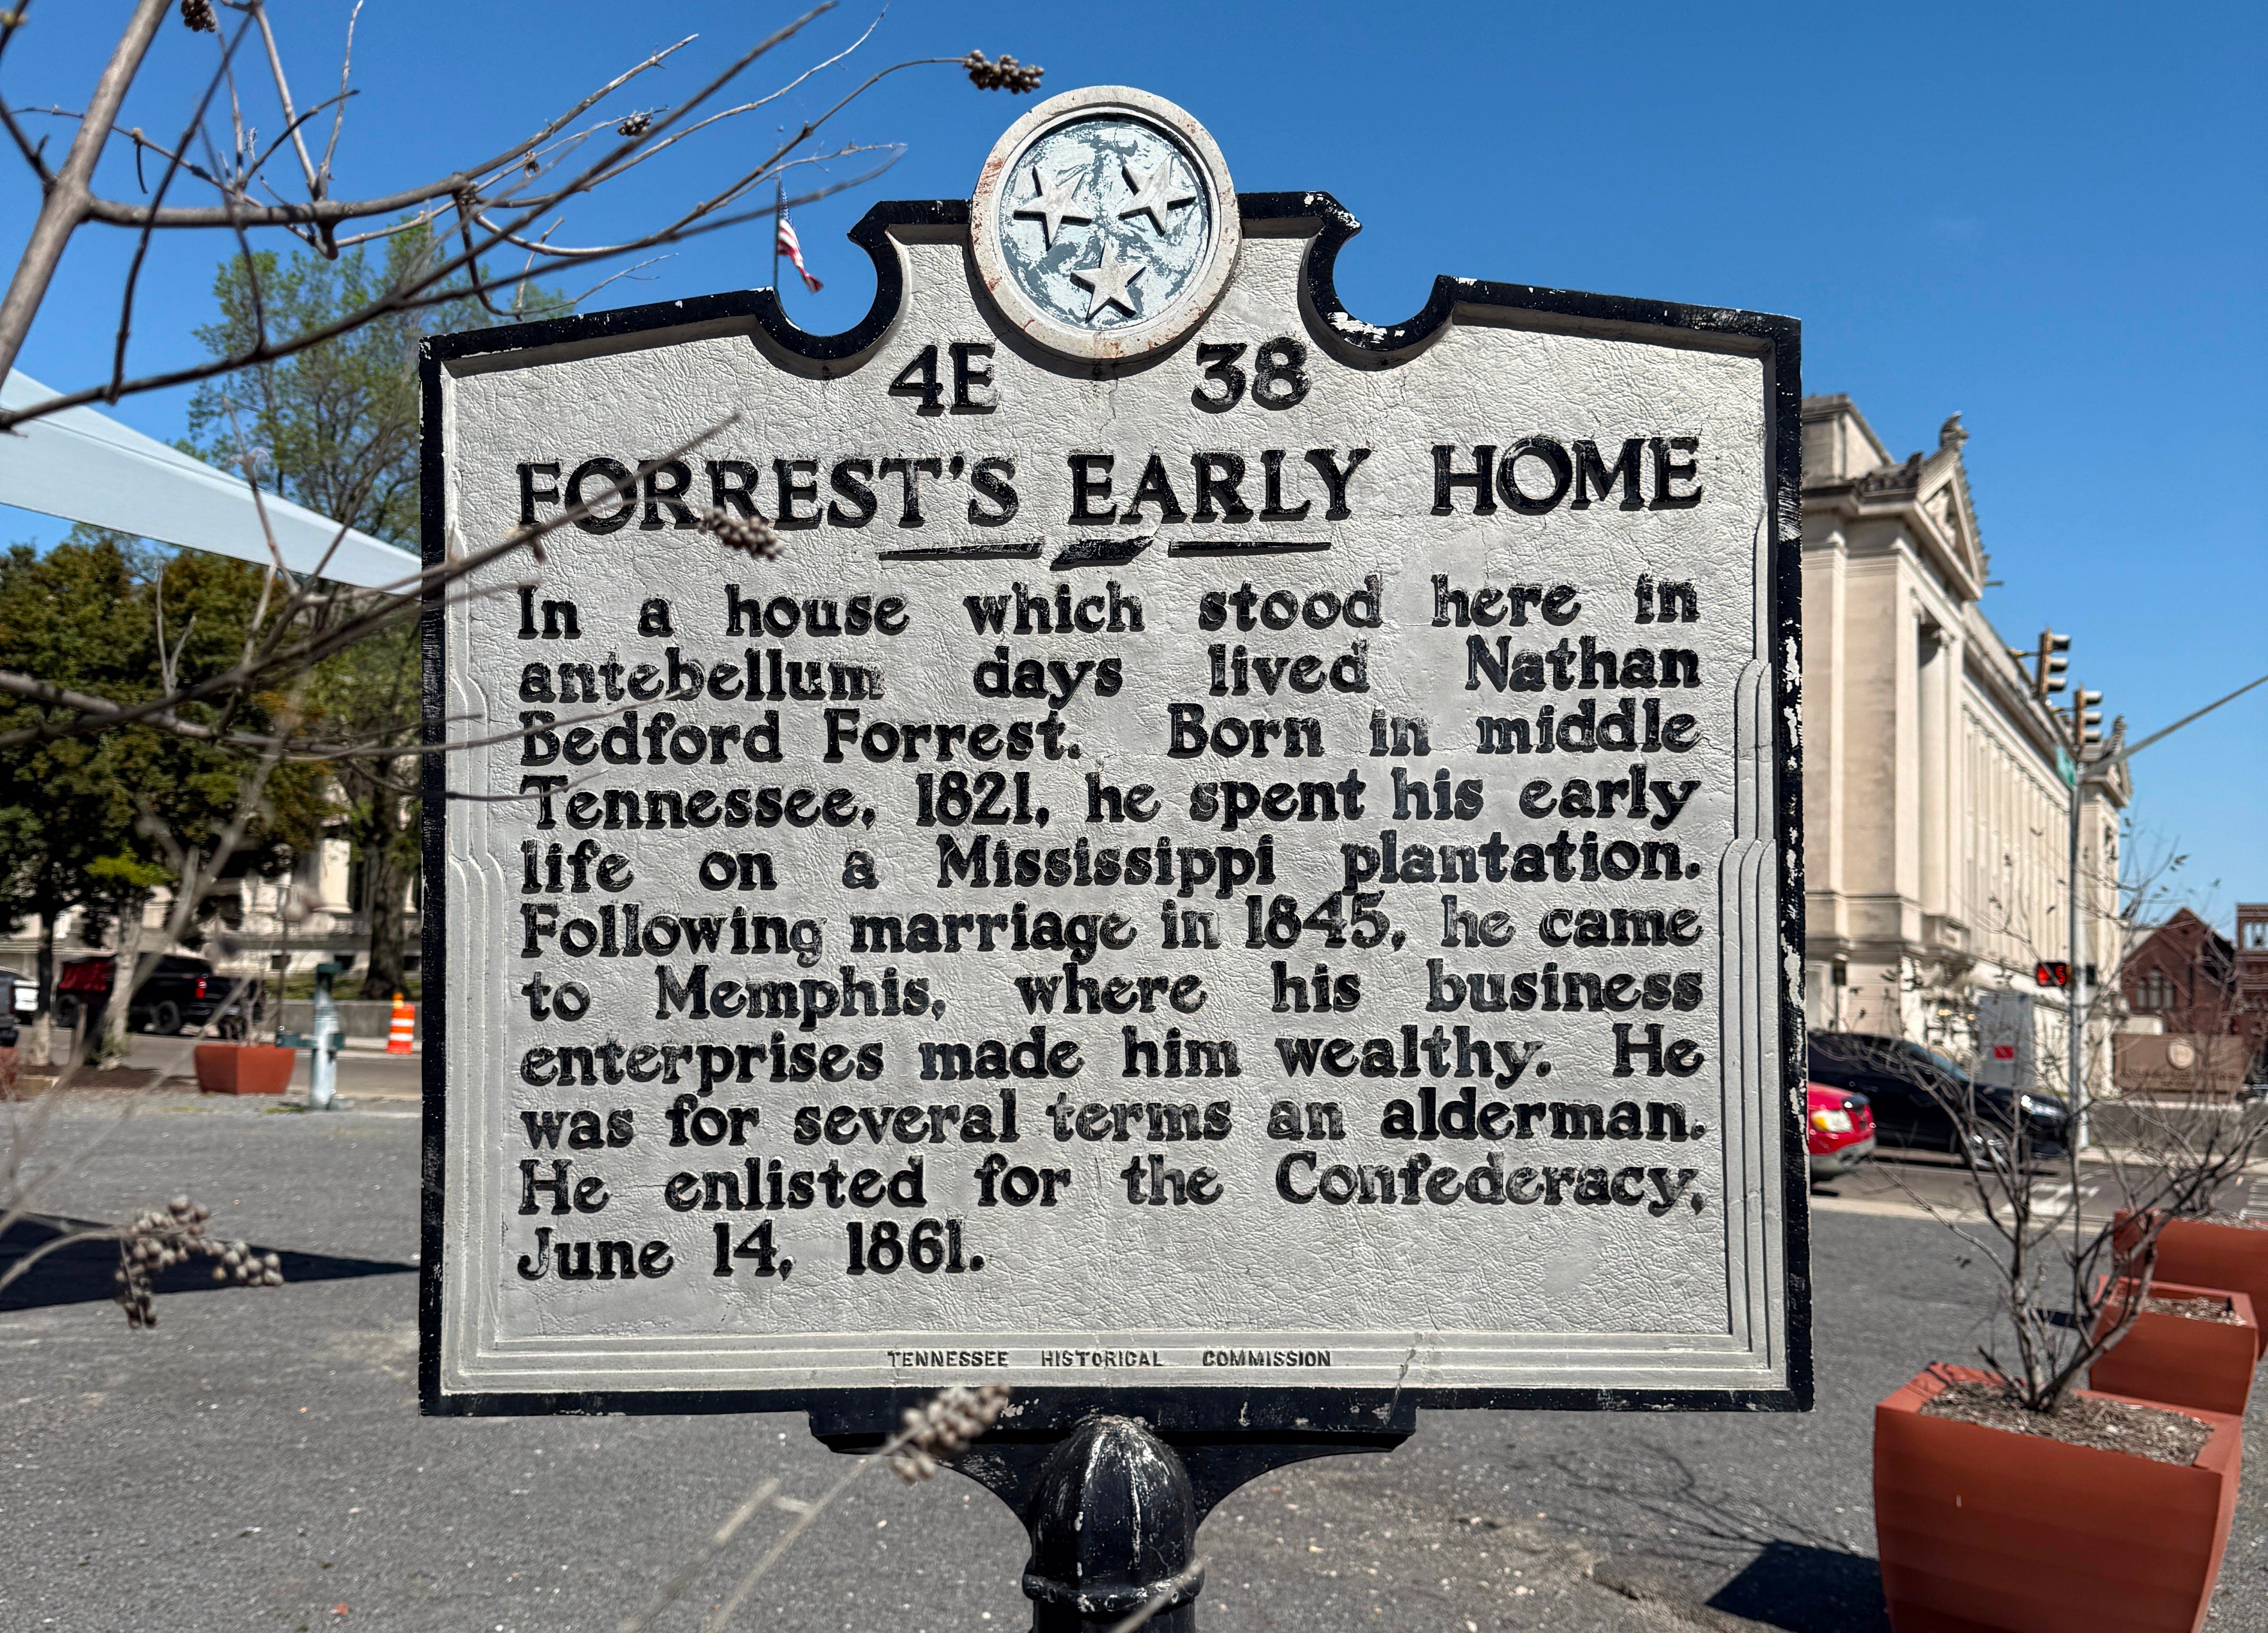 4E 38
FORREST'S EARLY HOME
In a house which stood here in
antebellum days lived Nathan
Bedford Forrest. Born in middle
Tennessee, 1821, he spent his early
life on a Mississippi plantation.
Following marriage in 1845, he came
to Memphis, where his business
enterprises made him wealthy. He
was for several terms an alderman.
He enlisted for the Confederacy,
June 14, 1861.
TENNESSEE HISTORICAL COMMISSION